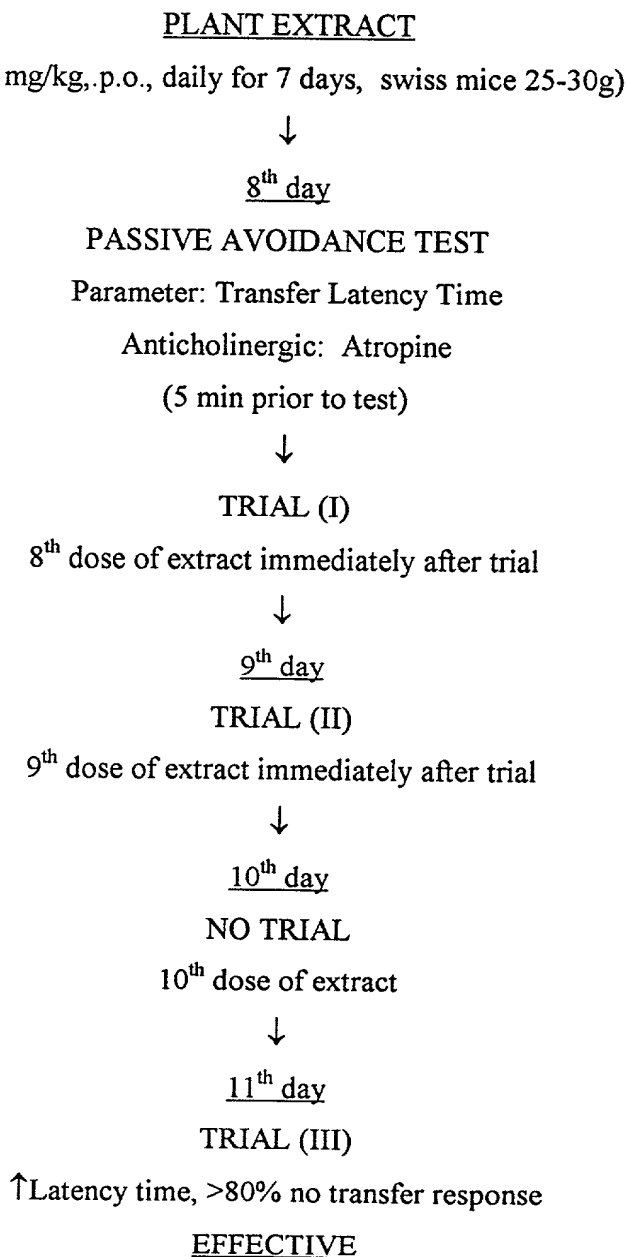 PLANT EXTRACT
mg/kg,.p.o., daily for 7 days, swiss mice 25-30g)
↓
8th day
PASSIVE AVOIDANCE TEST
Parameter: Transfer Latency Time
Anticholinergic: Atropine
(5 min prior to test)
↓
TRIAL (I)
8th dose of extract immediately after trial
↓
9th day
TRIAL (II)
9th dose of extract immediately after trial
↓
10th day
NO TRIAL
10th dose of extract
↓
11th day
TRIAL (III)
↑Latency time, >80% no transfer response
EFFECTIVE